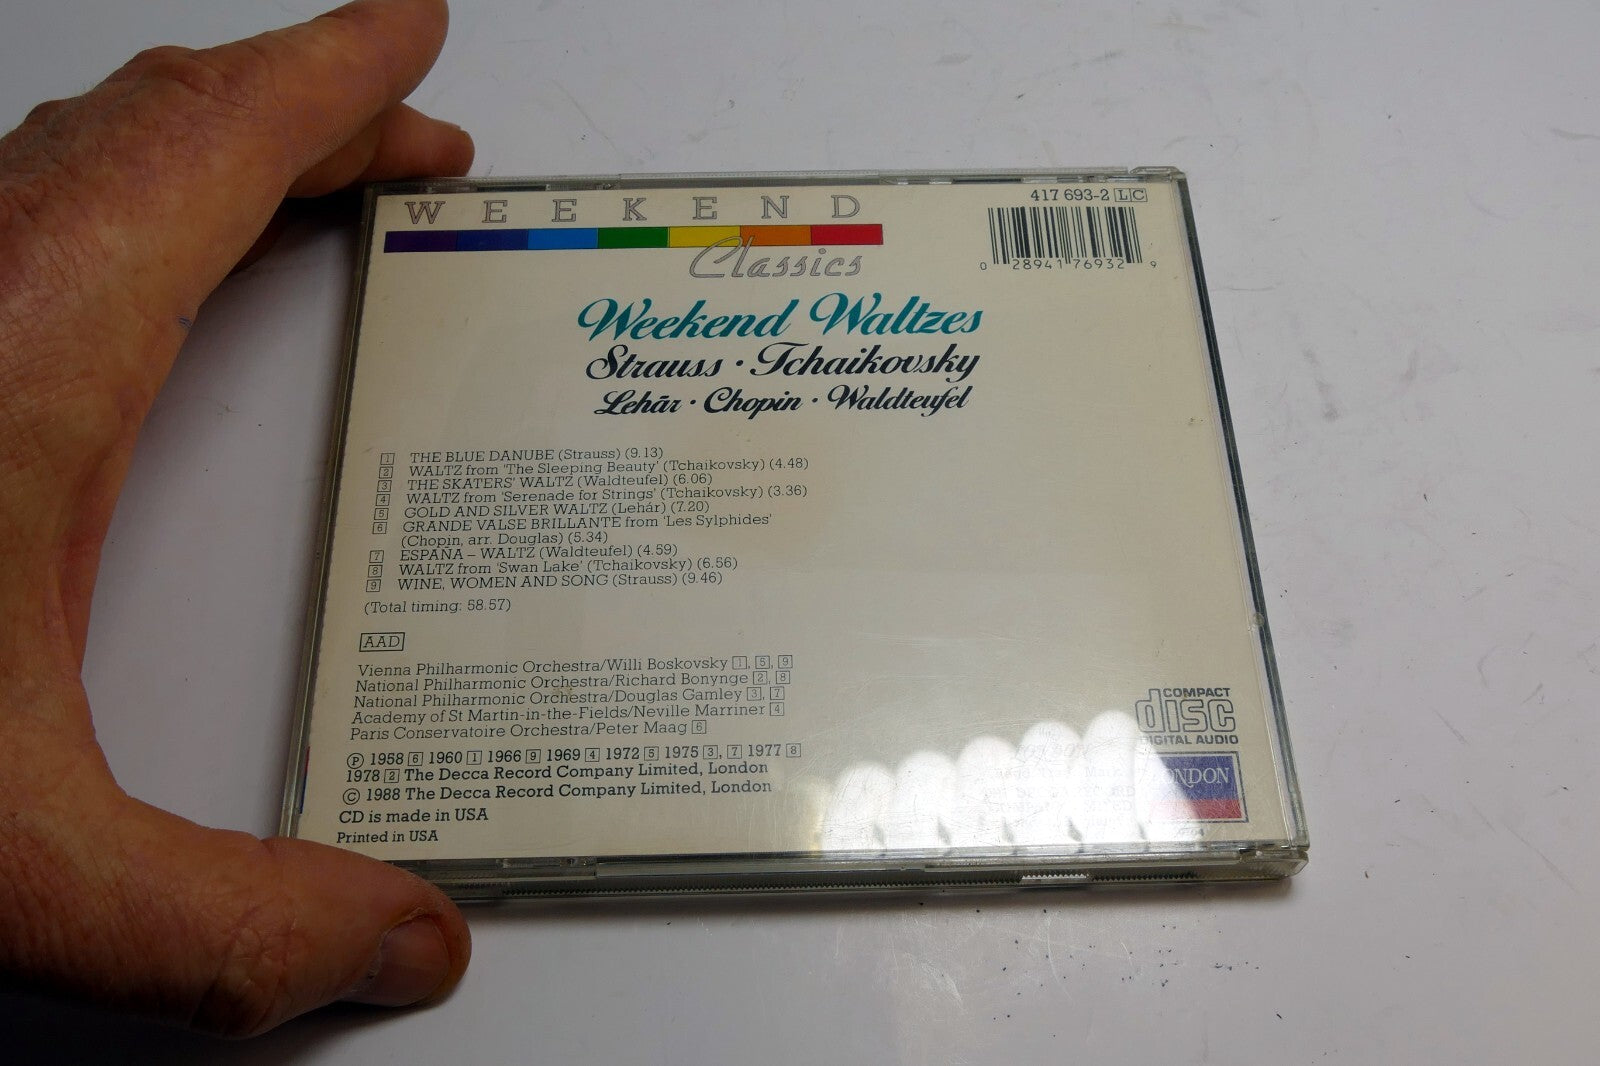 WEEKEND
Classics
417 693-2 LC
0 28941 76932 9
Weekend Waltzes
Strauss · Tchaikovsky
Lehár · Chopin · Waldteufel
1 THE BLUE DANUBE (Strauss) (9.13)
2 WALTZ from 'The Sleeping Beauty' (Tchaikovsky) (4.48)
3 THE SKATERS' WALTZ (Waldteufel) (6.06)
4 WALTZ from 'Serenade for Strings' (Tchaikovsky) (3.36)
5 GOLD AND SILVER WALTZ (Lehár) (7.20)
6 GRANDE VALSE BRILLANTE from 'Les Sylphides'
(Chopin, arr. Douglas) (5.34)
7 ESPAÑA – WALTZ (Waldteufel) (4.59)
8 WALTZ from 'Swan Lake' (Tchaikovsky) (6.56)
9 WINE, WOMEN AND SONG (Strauss) (9.46)
(Total timing: 58.57)
AAD
Vienna Philharmonic Orchestra/Willi Boskovsky 1, 5, 9
National Philharmonic Orchestra/Richard Bonynge 2, 8
National Philharmonic Orchestra/Douglas Gamley 3, 7
Academy of St Martin-in-the-Fields/Neville Marriner 4
Paris Conservatoire Orchestra/Peter Maag 6
Ⓟ 1958 6 1960 1 1966 9 1969 4 1972 5 1975 3, 7 1977 8
1978 2 The Decca Record Company Limited, London
© 1988 The Decca Record Company Limited, London
CD is made in USA
Printed in USA
COMPACT
disc
DIGITAL AUDIO
LONDON